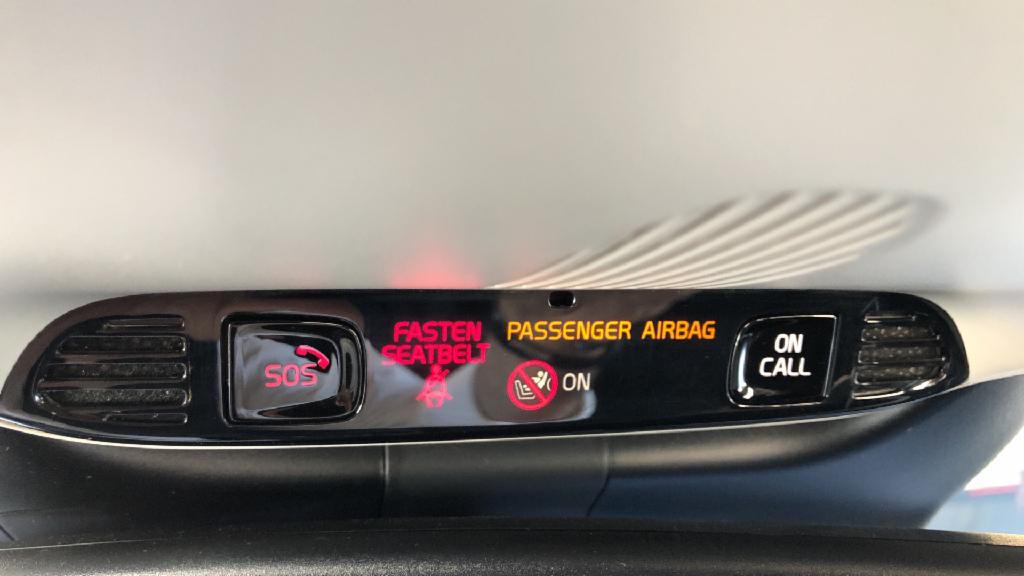 SOS
FASTEN
SEATBELT
PASSENGER AIRBAG
ON
ON
CALL